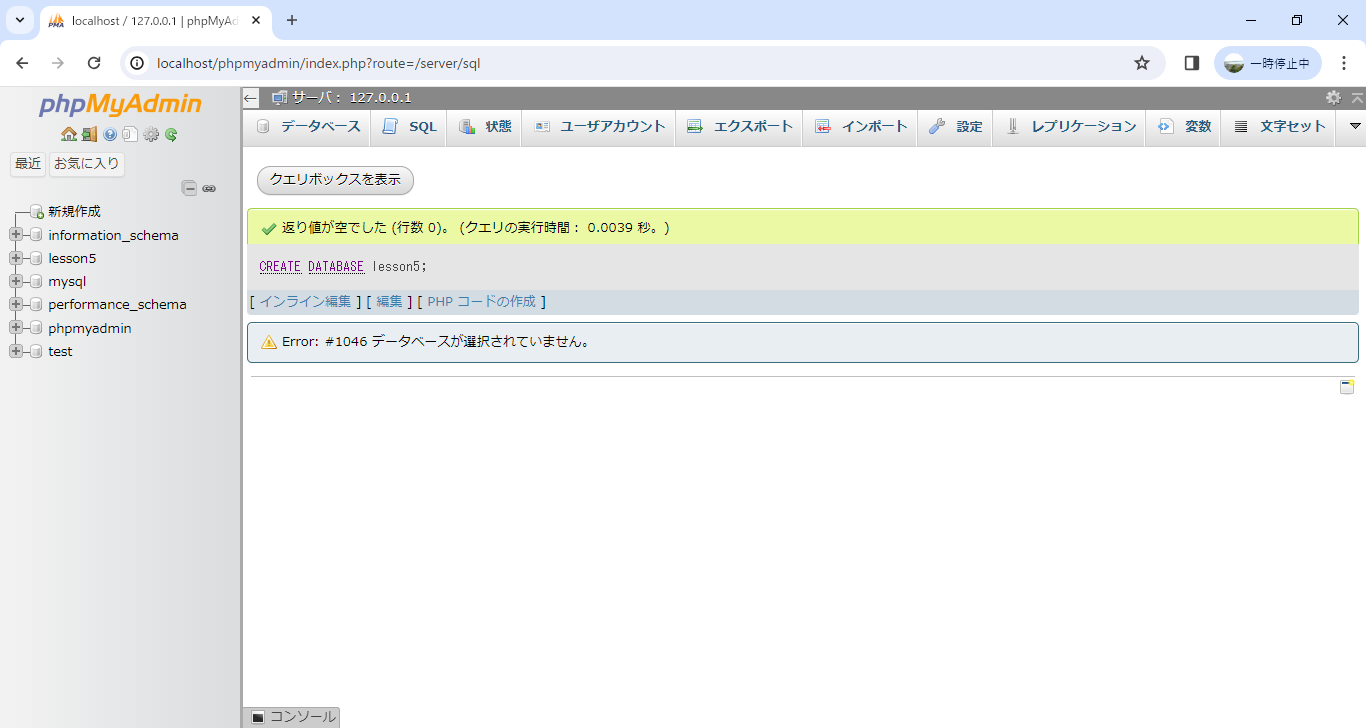 localhost / 127.0.0.1 | phpMyAd
localhost/phpmyadmin/index.php?route=/server/sql
一時停止中
phpMyAdmin
サーバ： 127.0.0.1
データベース
SQL
状態
ユーザアカウント
エクスポート
インポート
設定
レプリケーション
変数
文字セット
最近
お気に入り
新規作成
information_schema
lesson5
mysql
performance_schema
phpmyadmin
test
クエリボックスを表示
返り値が空でした (行数 0)。 (クエリの実行時間： 0.0039 秒。)
CREATE DATABASE lesson5;
[ インライン編集 ] [ 編集 ] [ PHP コードの作成 ]
Error: #1046 データベースが選択されていません。
コンソール